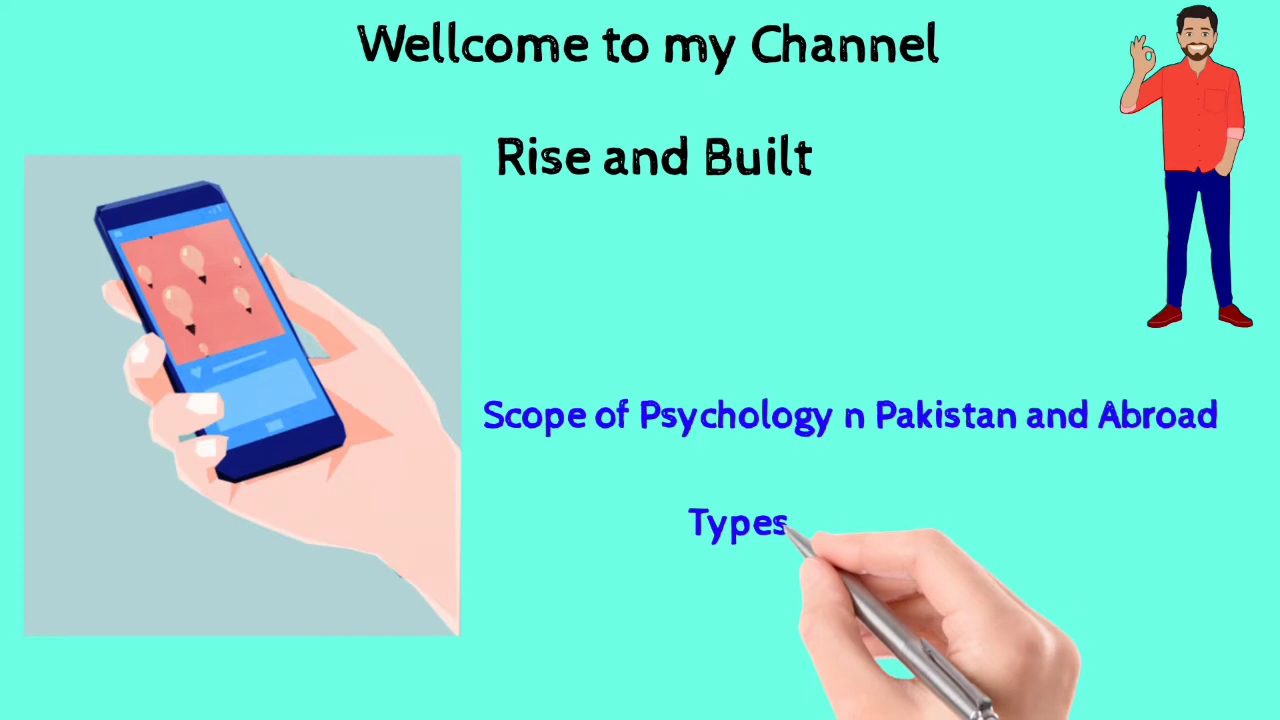 Wellcome to my Channel
Rise and Built
Scope of Psychology n Pakistan and Abroad
Types